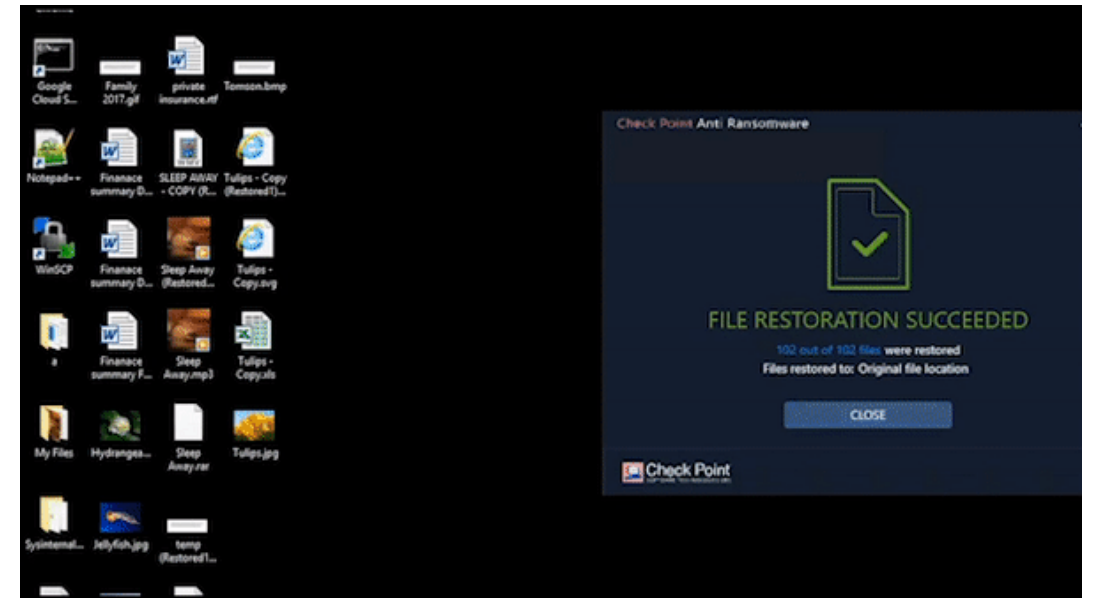 Google
Cloud S...
Family
2017.gif
private
insurance.rtf
Tomson.bmp
Notepad++
Finanace
summary D...
SLEEP AWAY
- COPY (R...
Tulips - Copy
(Restored1)...
WinSCP
Finanace
summary D...
Sleep Away
(Restored...
Tulips -
Copy.svg
a
Finanace
summary F...
Sleep
Away.mp3
Tulips -
Copy.xls
My Files
Hydrangea...
Sleep
Away.rar
Tulips.jpg
Sysinternal...
Jellyfish.jpg
temp
(Restored1...
Check Point Anti Ransomware
FILE RESTORATION SUCCEEDED
102 out of 102 files were restored
Files restored to: Original file location
CLOSE
Check Point